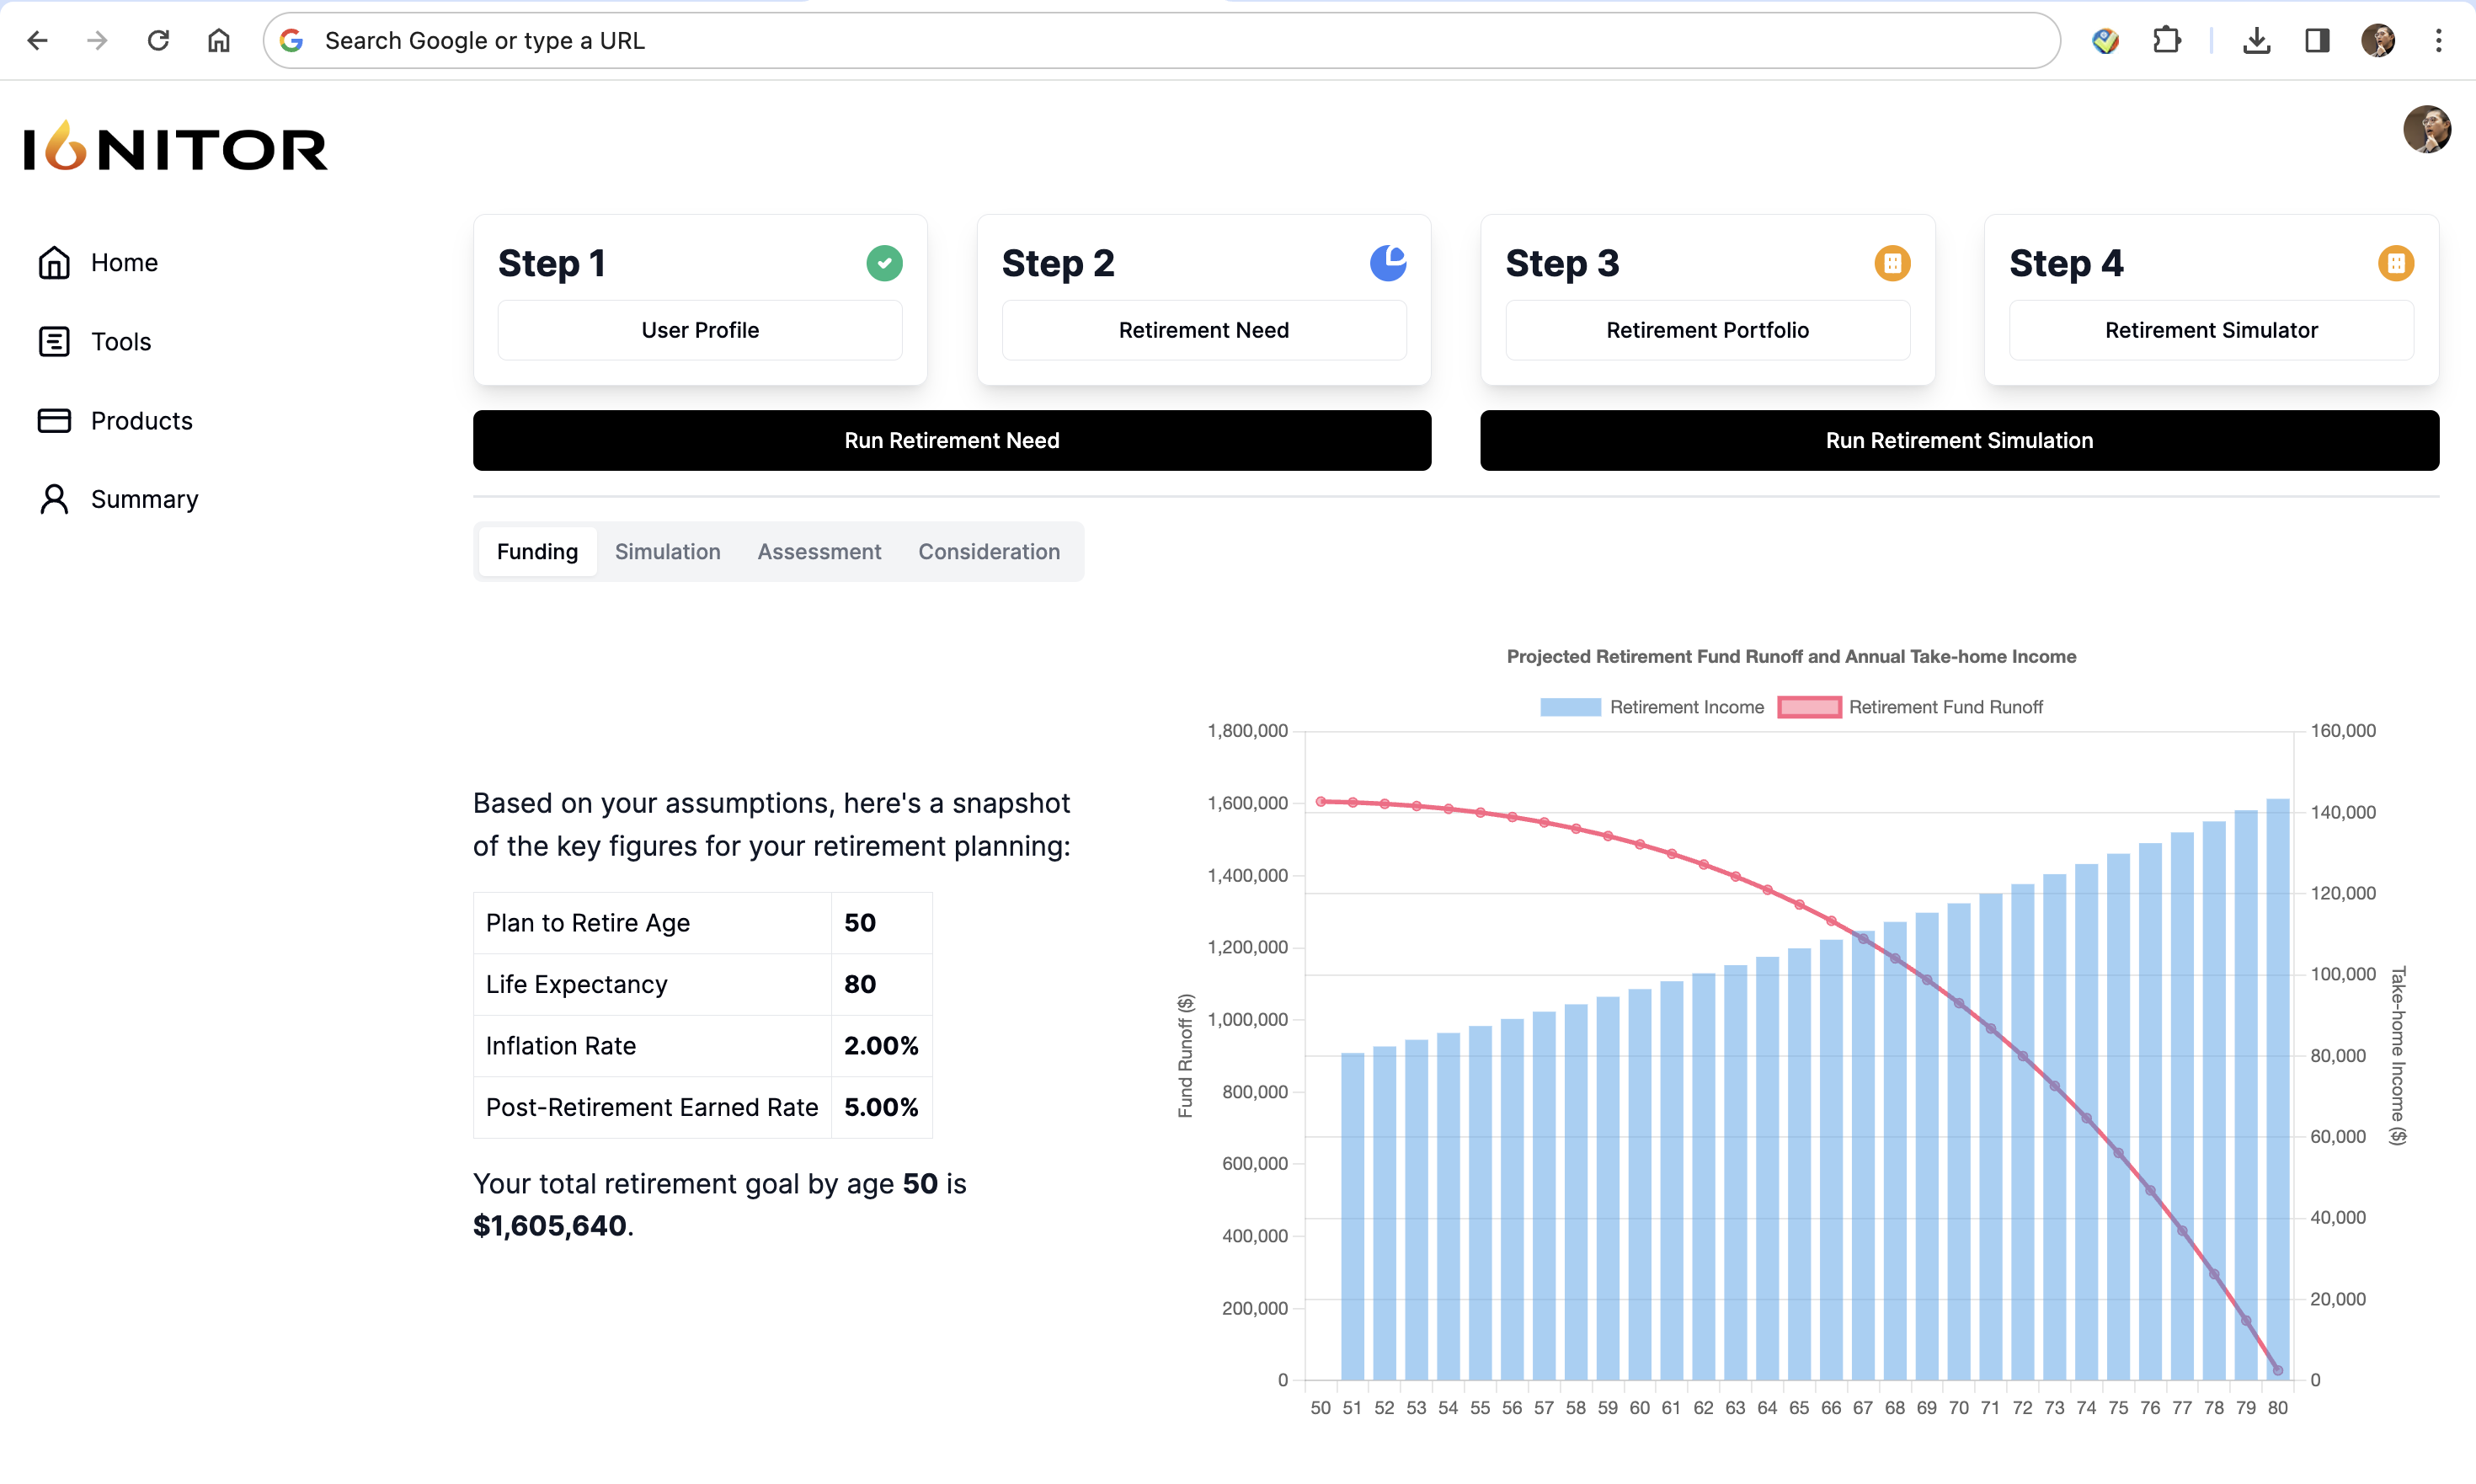 Search Google or type a URL
IGNITOR
Home
Tools
Products
Summary
Step 1
User Profile
Step 2
Retirement Need
Step 3
Retirement Portfolio
Step 4
Retirement Simulator
Run Retirement Need
Run Retirement Simulation
Funding Simulation Assessment Consideration
Based on your assumptions, here's a snapshot
of the key figures for your retirement planning:
Plan to Retire Age 50
Life Expectancy 80
Inflation Rate 2.00%
Post-Retirement Earned Rate 5.00%
Your total retirement goal by age 50 is
$1,605,640.
Projected Retirement Fund Runoff and Annual Take-home Income
Retirement Income Retirement Fund Runoff
Fund Runoff ($)
1,800,000
1,600,000
1,400,000
1,200,000
1,000,000
800,000
600,000
400,000
200,000
0
160,000
140,000
120,000
100,000
80,000
60,000
40,000
20,000
0
Take-home Income ($)
50 51 52 53 54 55 56 57 58 59 60 61 62 63 64 65 66 67 68 69 70 71 72 73 74 75 76 77 78 79 80